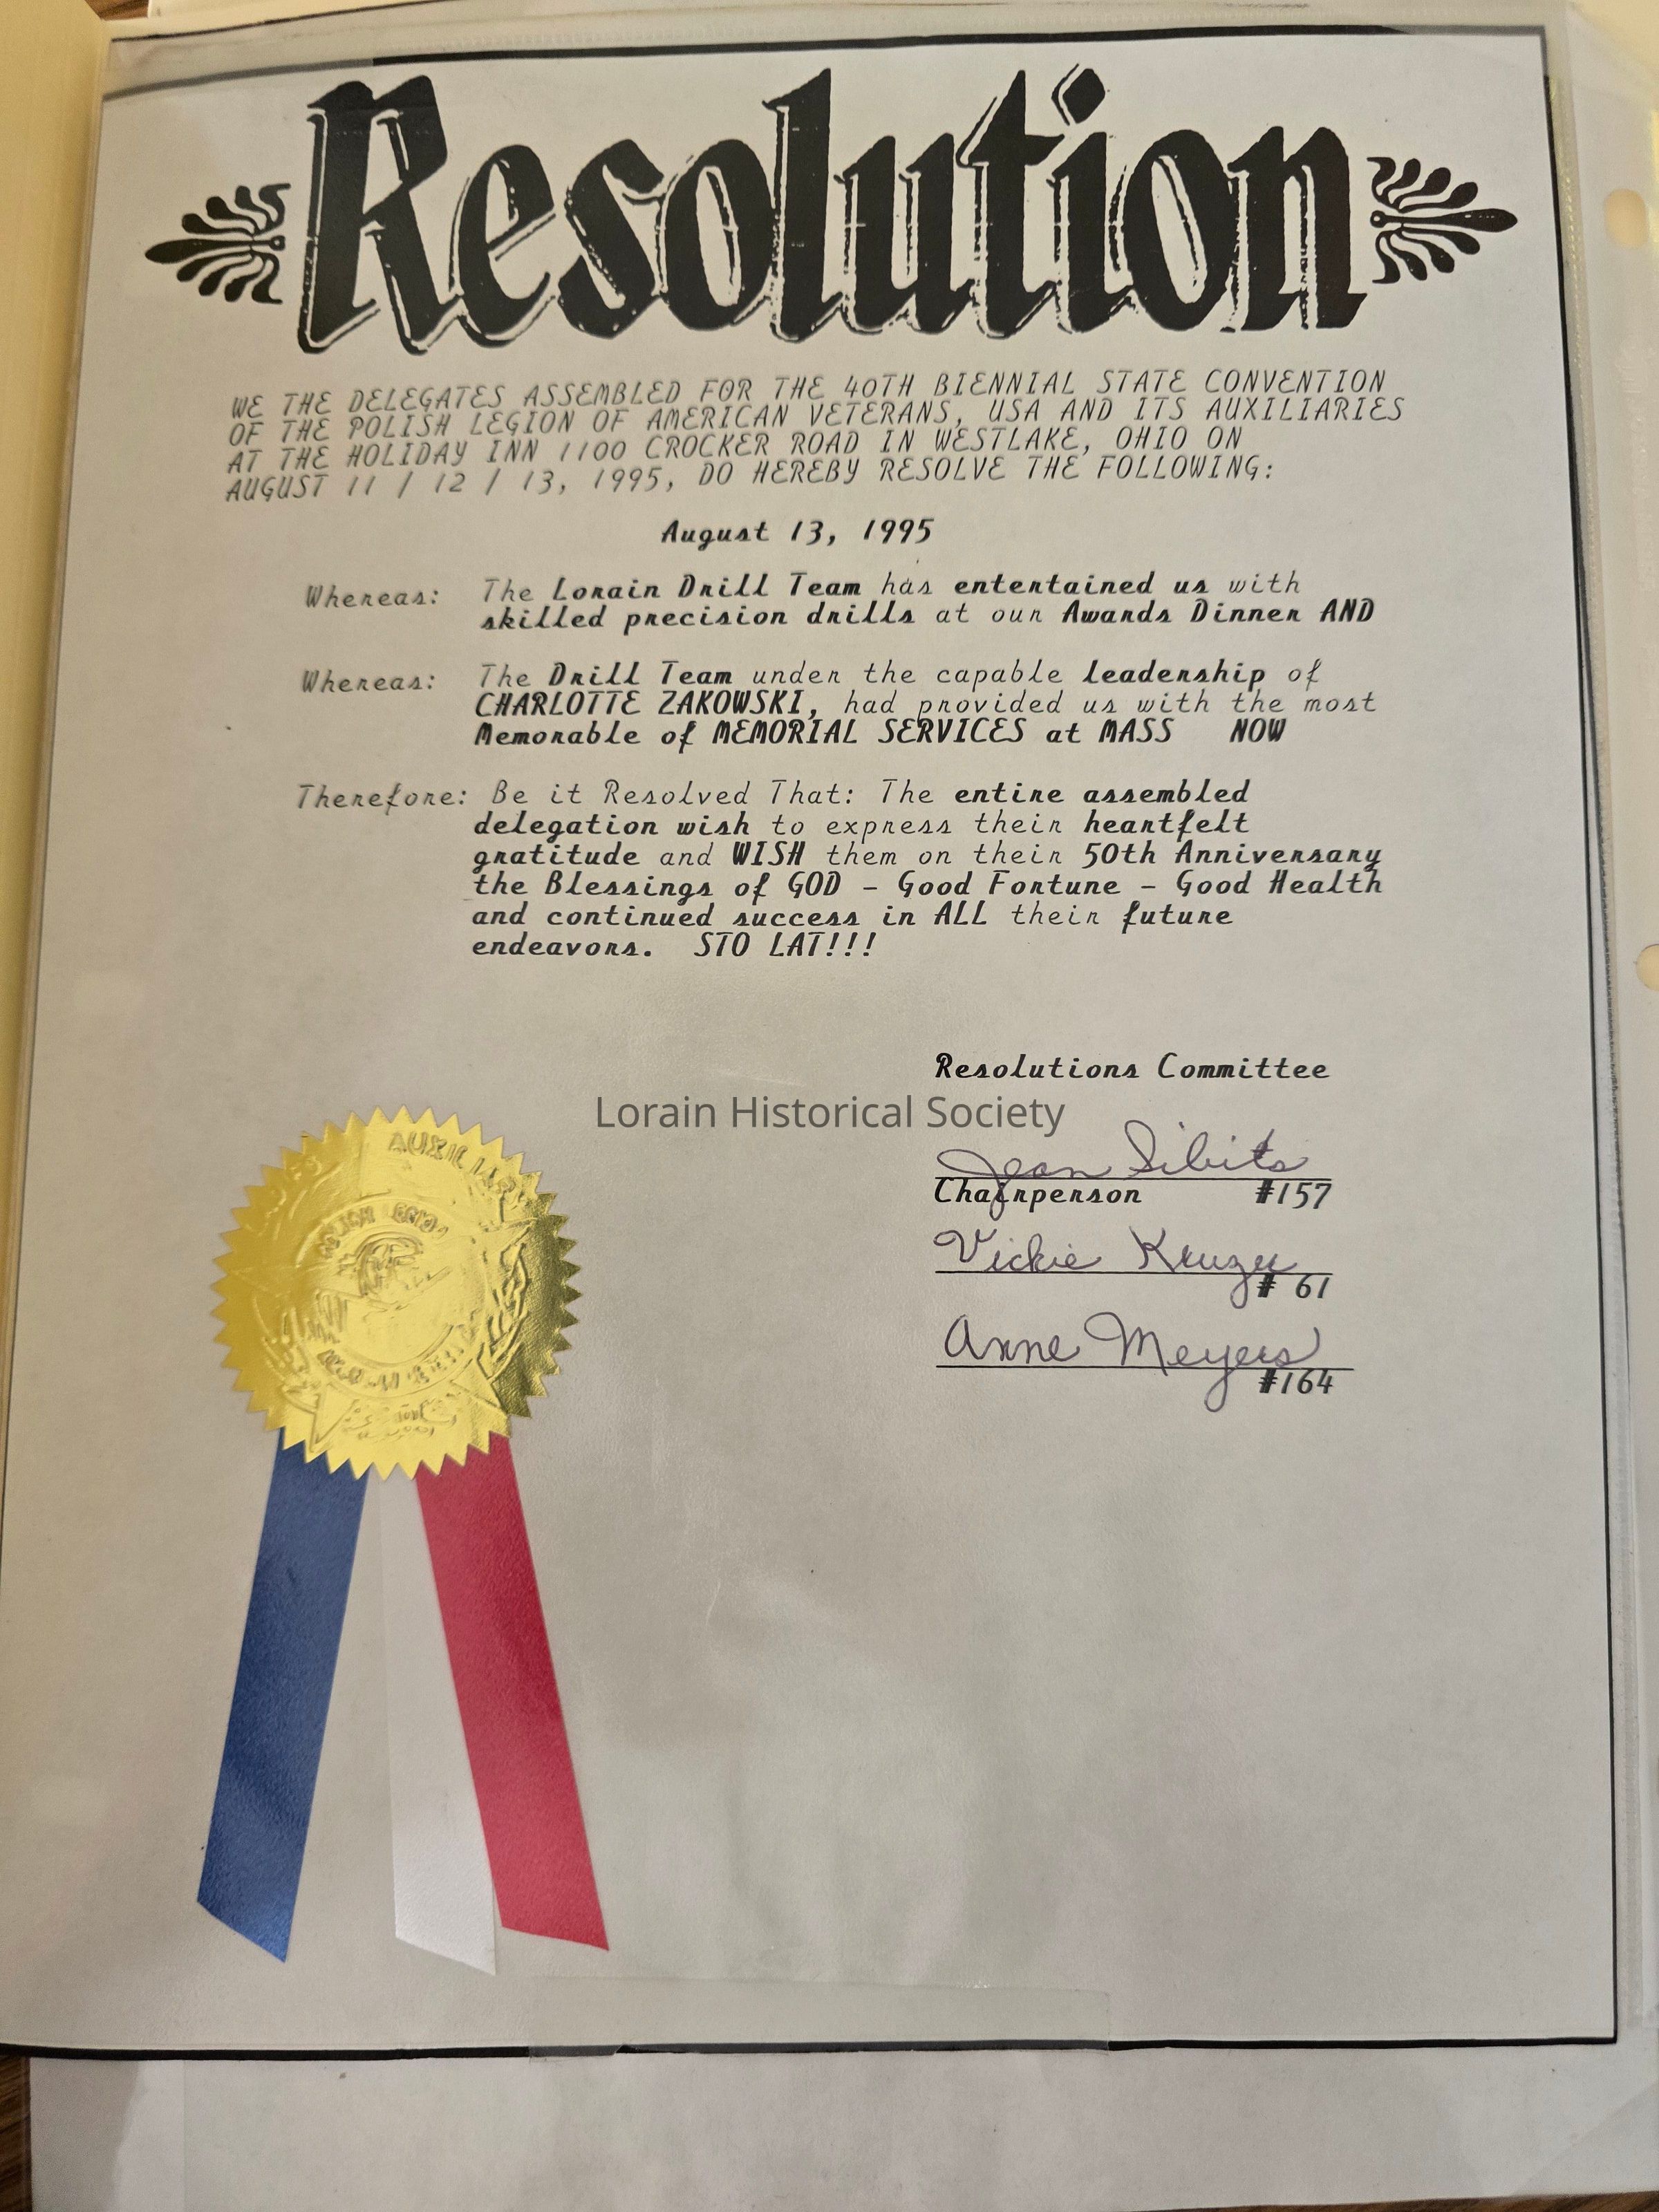 Resolution
WE THE DELEGATES ASSEMBLED FOR THE 40TH BIENNIAL STATE CONVENTION
OF THE POLISH LEGION OF AMERICAN VETERANS, USA AND ITS AUXILIARIES
AT THE HOLIDAY INN 1100 CROCKER ROAD IN WESTLAKE, OHIO ON
AUGUST 11 / 12 / 13, 1995, DO HEREBY RESOLVE THE FOLLOWING:
August 13, 1995
Whereas: The Lorain Drill Team has entertained us with
skilled precision drills at our Awards Dinner AND
Whereas: The Drill Team under the capable leadership of
CHARLOTTE ZAKOWSKI, had provided us with the most
Memorable of MEMORIAL SERVICES at MASS NOW
Therefore: Be it Resolved That: The entire assembled
delegation wish to express their heartfelt
gratitude and WISH them on their 50th Anniversary
the Blessings of GOD - Good Fortune - Good Health
and continued success in ALL their future
endeavors. STO LAT!!!
Resolutions Committee
Lorain Historical Society
Jean Sibits
Chairperson #157
Vickie Kruzer
# 61
Anne Meyers
#164
AUXILIARY